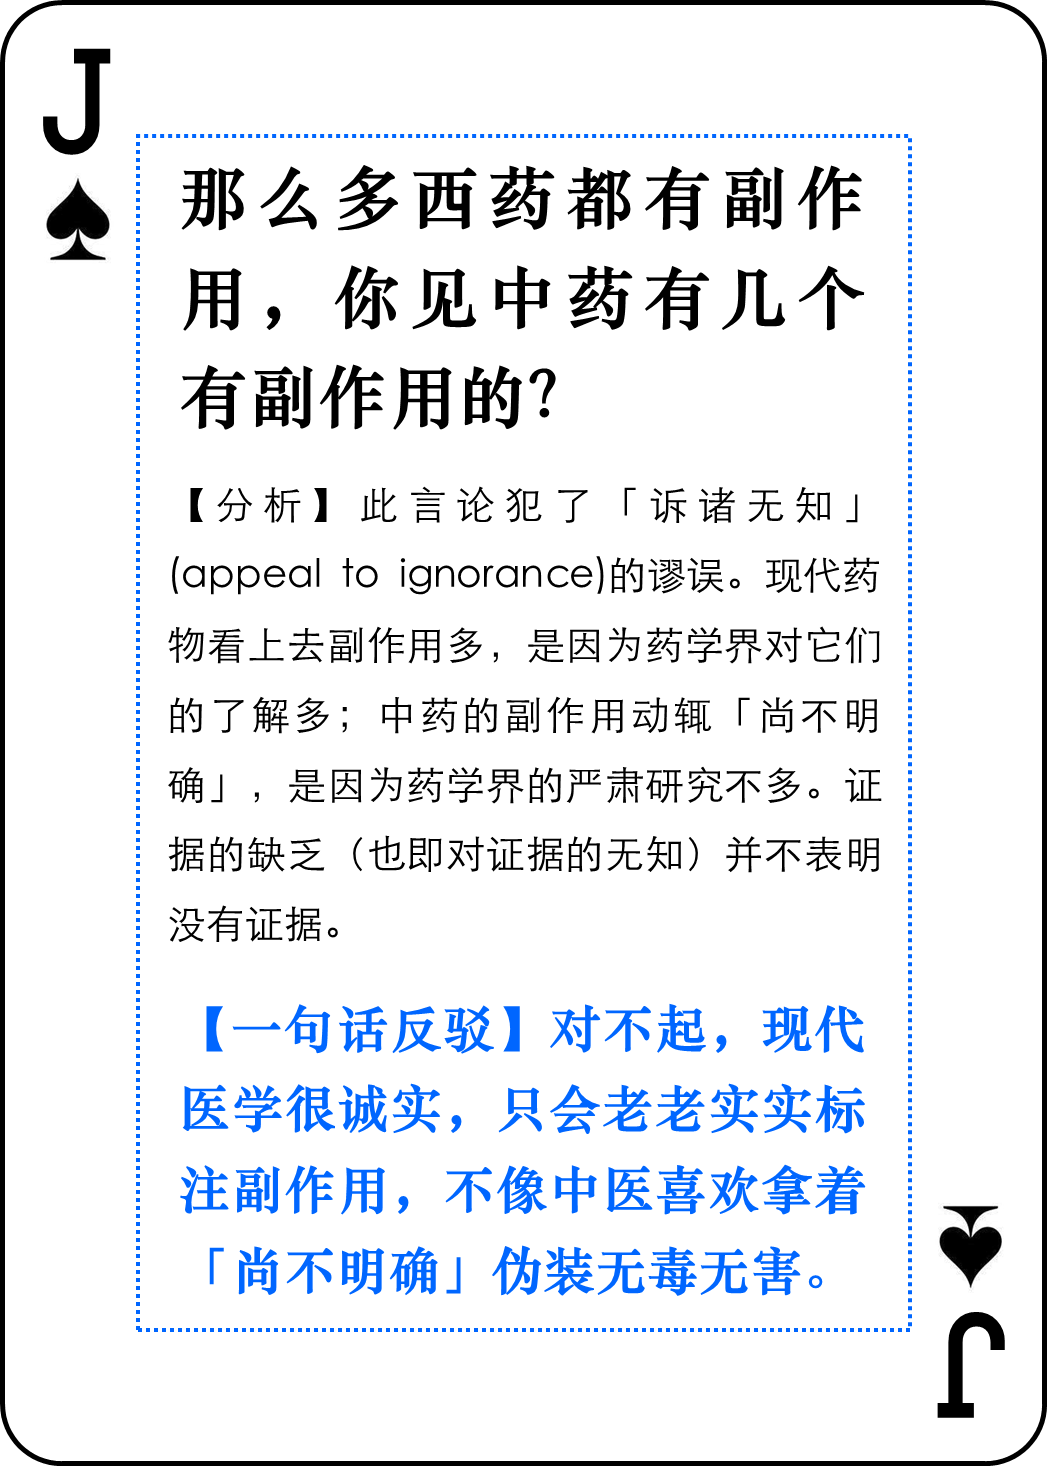 J
那么多西药都有副作
用，你见中药有几个
有副作用的？
【分析】此言论犯了「诉诸无知」
(appeal to ignorance)的谬误。现代药
物看上去副作用多，是因为药学界对它们
的了解多；中药的副作用动辄「尚不明
确」，是因为药学界的严肃研究不多。证
据的缺乏（也即对证据的无知）并不表明
没有证据。
【一句话反驳】对不起，现代
医学很诚实，只会老老实实标
注副作用，不像中医喜欢拿着
「尚不明确」伪装无毒无害。
J